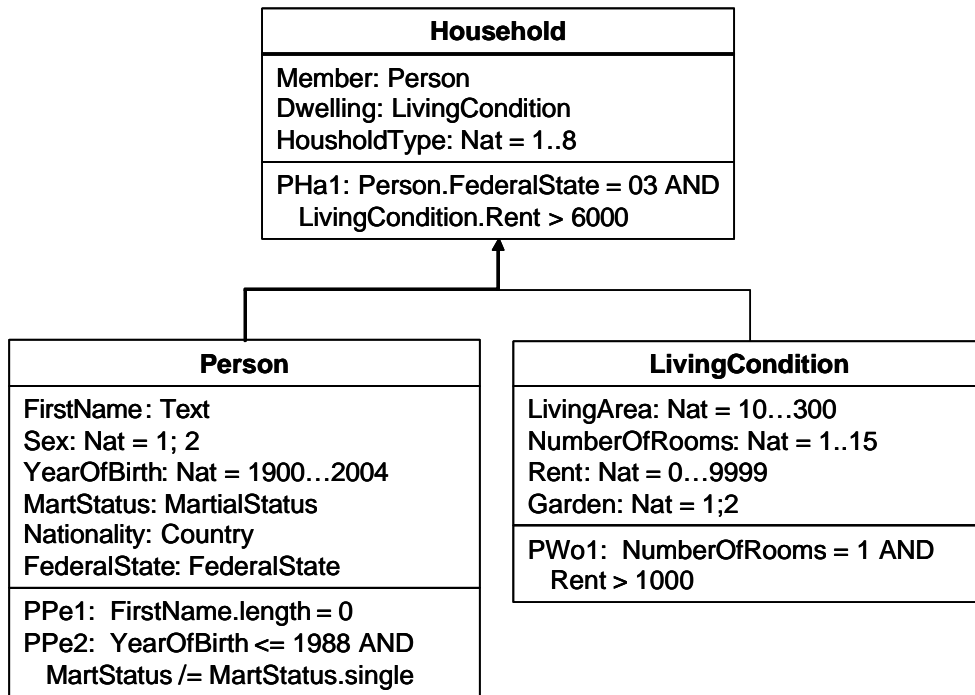 Household
Member: Person
Dwelling: LivingCondition
HousholdType: Nat = 1..8
PHa1: Person.FederalState = 03 AND
LivingCondition.Rent > 6000
Person
FirstName: Text
Sex: Nat = 1; 2
YearOfBirth: Nat = 1900…2004
MartStatus: MartialStatus
Nationality: Country
FederalState: FederalState
PPe1: FirstName.length = 0
PPe2: YearOfBirth <= 1988 AND
MartStatus /= MartStatus.single
LivingCondition
LivingArea: Nat = 10…300
NumberOfRooms: Nat = 1..15
Rent: Nat = 0…9999
Garden: Nat = 1;2
PWo1: NumberOfRooms = 1 AND
Rent > 1000